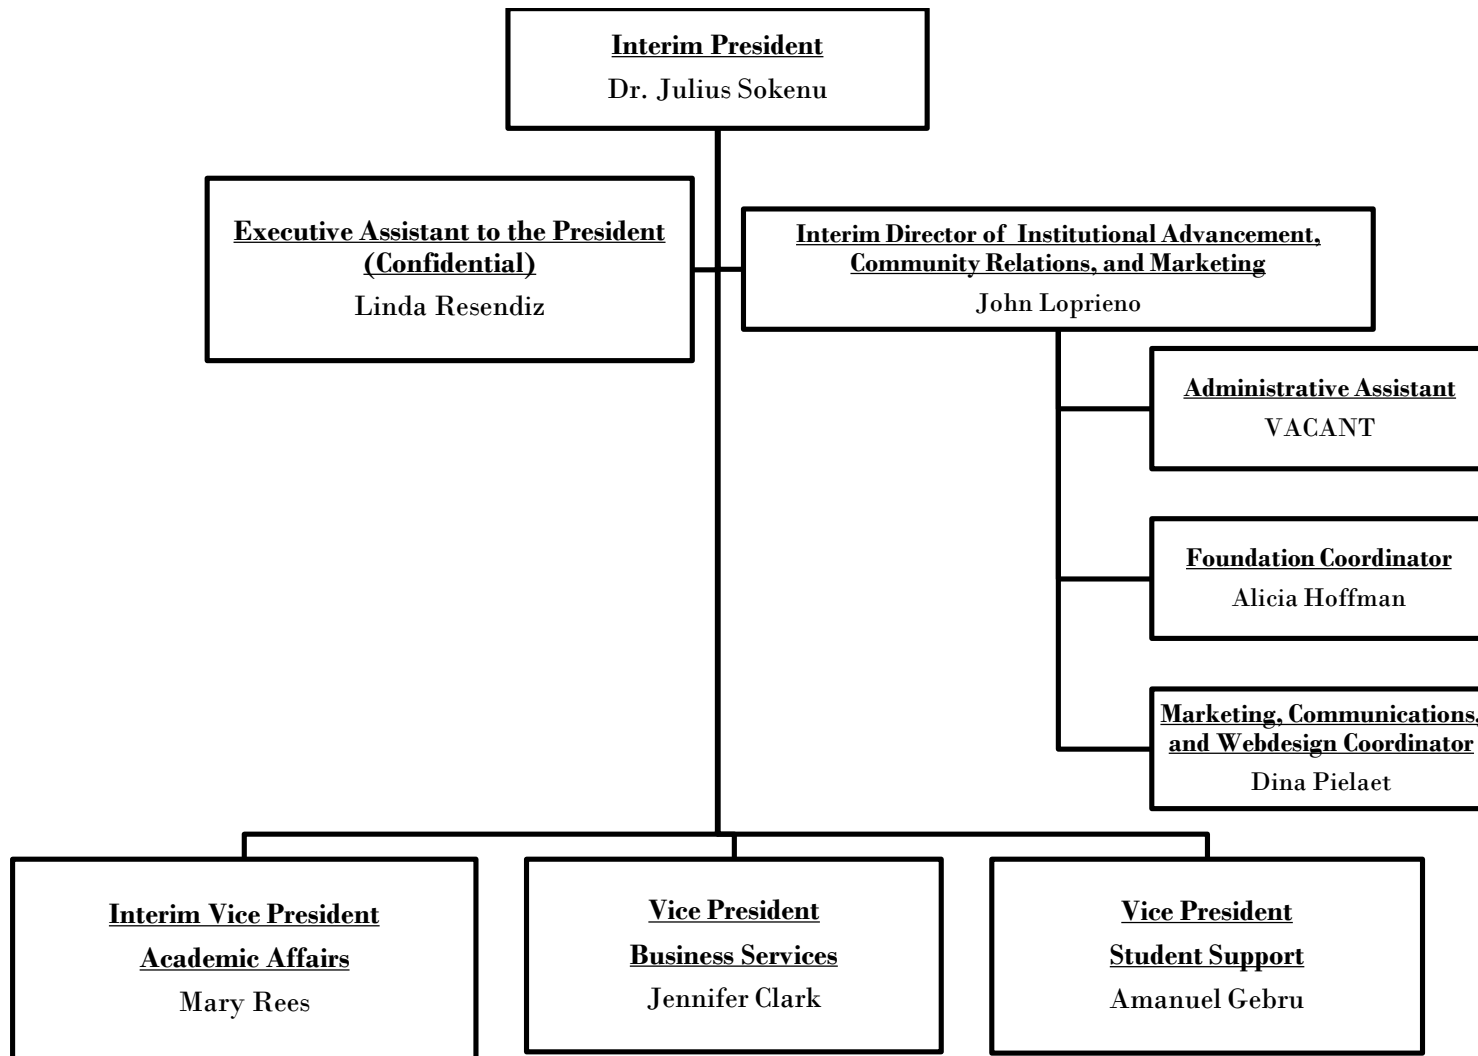 Interim President
Dr. Julius Sokenu
Executive Assistant to the President
(Confidential)
Linda Resendiz
Interim Director of Institutional Advancement,
Community Relations, and Marketing
John Loprieno
Administrative Assistant
VACANT
Foundation Coordinator
Alicia Hoffman
Marketing, Communications,
and Webdesign Coordinator
Dina Pielaet
Interim Vice President
Academic Affairs
Mary Rees
Vice President
Business Services
Jennifer Clark
Vice President
Student Support
Amanuel Gebru